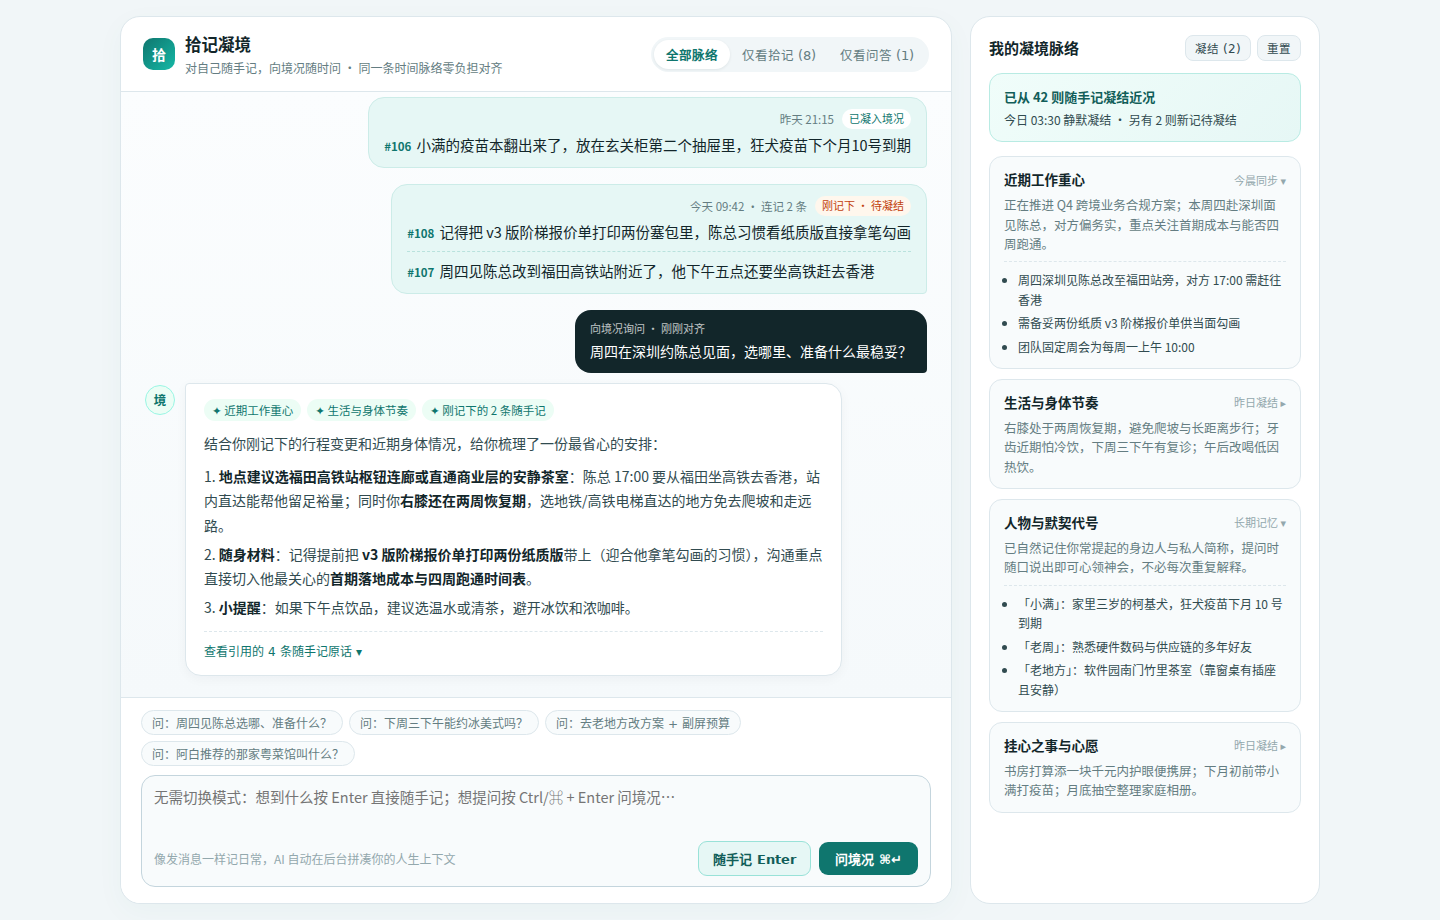 拾
拾记凝境
对自己随手记，向境况随时问 · 同一条时间脉络零负担对齐
全部脉络
仅看拾记 (8)
仅看问答 (1)
昨天 21:15
已凝入境况
#106 小满的疫苗本翻出来了，放在玄关柜第二个抽屉里，狂犬疫苗下个月10号到期
今天 09:42 · 连记 2 条
刚记下 · 待凝结
#108 记得把 v3 版阶梯报价单打印两份塞包里，陈总习惯看纸质版直接拿笔勾画
#107 周四见陈总改到福田高铁站附近了，他下午五点还要坐高铁赶去香港
向境况询问 · 刚刚对齐
周四在深圳约陈总见面，选哪里、准备什么最稳妥？
境
✦ 近期工作重心
✦ 生活与身体节奏
✦ 刚记下的 2 条随手记
结合你刚记下的行程变更和近期身体情况，给你梳理了一份最省心的安排：
1. 地点建议选福田高铁站枢钮连廊或直通商业层的安静茶室：陈总 17:00 要从福田坐高铁去香港，站
内直达能帮他留足裕量；同时你右膝还在两周恢复期，选地铁/高铁电梯直达的地方免去爬坡和走远
路。
2. 随身材料：记得提前把 v3 版阶梯报价单打印两份纸质版带上（迎合他拿笔勾画的习惯），沟通重点
直接切入他最关心的首期落地成本与四周跑通时间表。
3. 小提醒：如果下午点饮品，建议选温水或清茶，避开冰饮和浓咖啡。
查看引用的 4 条随手记原话 ▾
问：周四见陈总选哪、准备什么？
问：下周三下午能约冰美式吗？
问：去老地方改方案 + 副屏预算
问：阿白推荐的那家粤菜馆叫什么？
无需切换模式：想到什么按 Enter 直接随手记；想提问按 Ctrl/⌘ + Enter 问境况…
像发消息一样记日常，AI 自动在后台拼凑你的人生上下文
随手记 Enter
问境况 ⌘↵
我的凝境脉络
凝结 (2)
重置
已从 42 则随手记凝结近况
今日 03:30 静默凝结 · 另有 2 则新记待凝结
近期工作重心
今晨同步 ▾
正在推进 Q4 跨境业务合规方案；本周四赴深圳面
见陈总，对方偏务实，重点关注首期成本与能否四
周跑通。
• 周四深圳见陈总改至福田站旁，对方 17:00 需赶往
香港
• 需备妥两份纸质 v3 阶梯报价单供当面勾画
• 团队固定周会为每周一上午 10:00
生活与身体节奏
昨日凝结 ▸
右膝处于两周恢复期，避免爬坡与长距离步行；牙
齿近期怕冷饮，下周三下午有复诊；午后改喝低因
热饮。
人物与默契代号
长期记忆 ▾
已自然记住你常提起的身边人与私人简称，提问时
随口说出即可心领神会，不必每次重复解释。
• 「小满」：家里三岁的柯基犬，狂犬疫苗下月 10 号
到期
• 「老周」：熟悉硬件数码与供应链的多年好友
• 「老地方」：软件园南门竹里茶室（靠窗桌有插座
且安静）
挂心之事与心愿
昨日凝结 ▸
书房打算添一块千元内护眼便携屏；下月初前带小
满打疫苗；月底抽空整理家庭相册。